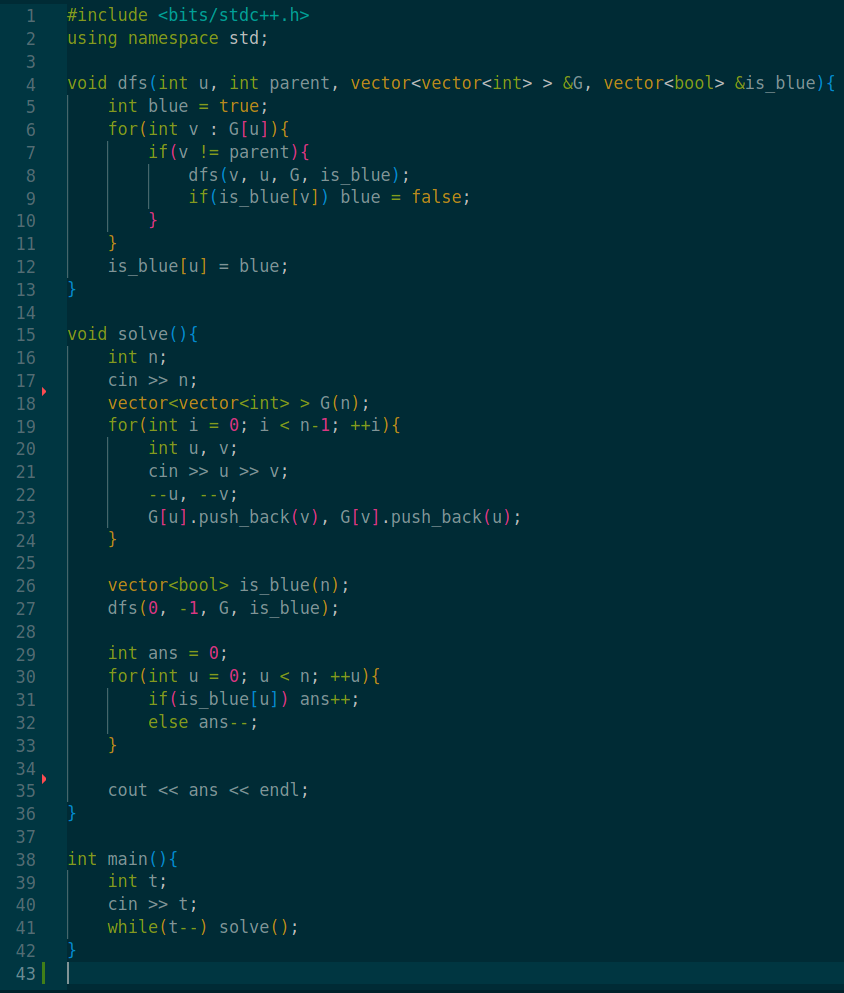 1 #include <bits/stdc++.h>
2 using namespace std;
3
4 void dfs(int u, int parent, vector<vector<int> > &G, vector<bool> &is_blue){
5     int blue = true;
6     for(int v : G[u]){
7         if(v != parent){
8             dfs(v, u, G, is_blue);
9             if(is_blue[v]) blue = false;
10         }
11     }
12     is_blue[u] = blue;
13 }
14
15 void solve(){
16     int n;
17     cin >> n;
18     vector<vector<int> > G(n);
19     for(int i = 0; i < n-1; ++i){
20         int u, v;
21         cin >> u >> v;
22         --u, --v;
23         G[u].push_back(v), G[v].push_back(u);
24     }
25
26     vector<bool> is_blue(n);
27     dfs(0, -1, G, is_blue);
28
29     int ans = 0;
30     for(int u = 0; u < n; ++u){
31         if(is_blue[u]) ans++;
32         else ans--;
33     }
34
35     cout << ans << endl;
36 }
37
38 int main(){
39     int t;
40     cin >> t;
41     while(t--) solve();
42 }
43